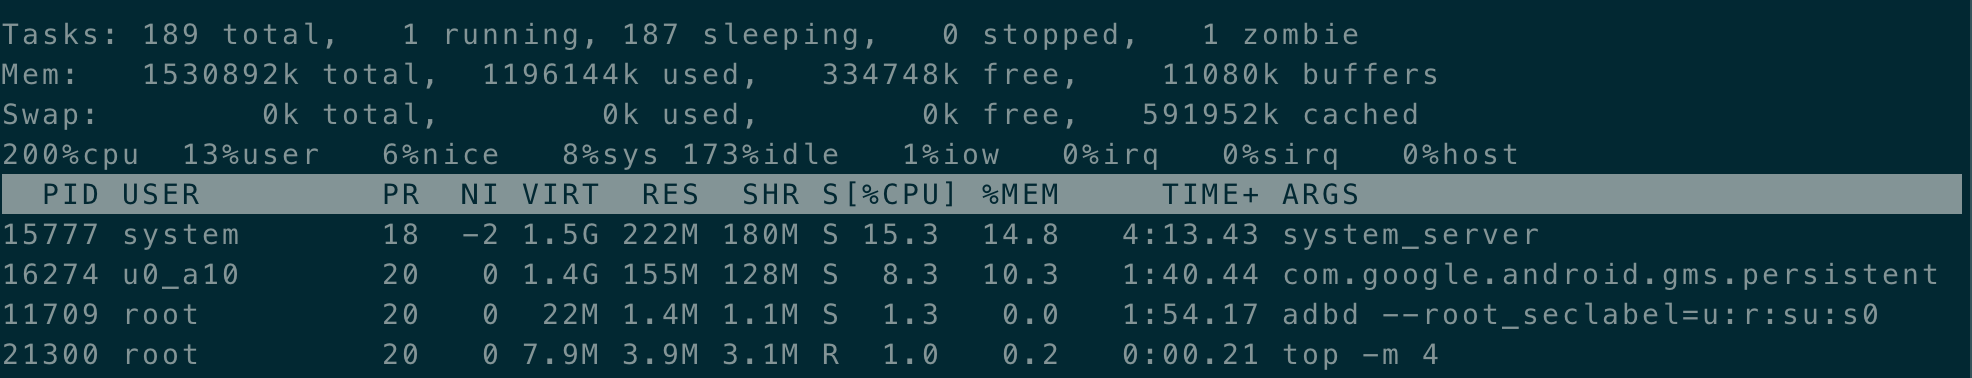 Tasks: 189 total,   1 running, 187 sleeping,   0 stopped,   1 zombie
Mem:   1530892k total,  1196144k used,   334748k free,    11080k buffers
Swap:        0k total,        0k used,        0k free,   591952k cached
200%cpu  13%user   6%nice   8%sys 173%idle   1%iow   0%irq   0%sirq   0%host
  PID USER         PR  NI VIRT  RES  SHR S[%CPU] %MEM     TIME+ ARGS
15777 system       18  -2 1.5G 222M 180M S 15.3  14.8   4:13.43 system_server
16274 u0_a10       20   0 1.4G 155M 128M S  8.3  10.3   1:40.44 com.google.android.gms.persistent
11709 root         20   0  22M 1.4M 1.1M S  1.3   0.0   1:54.17 adbd --root_seclabel=u:r:su:s0
21300 root         20   0 7.9M 3.9M 3.1M R  1.0   0.2   0:00.21 top -m 4